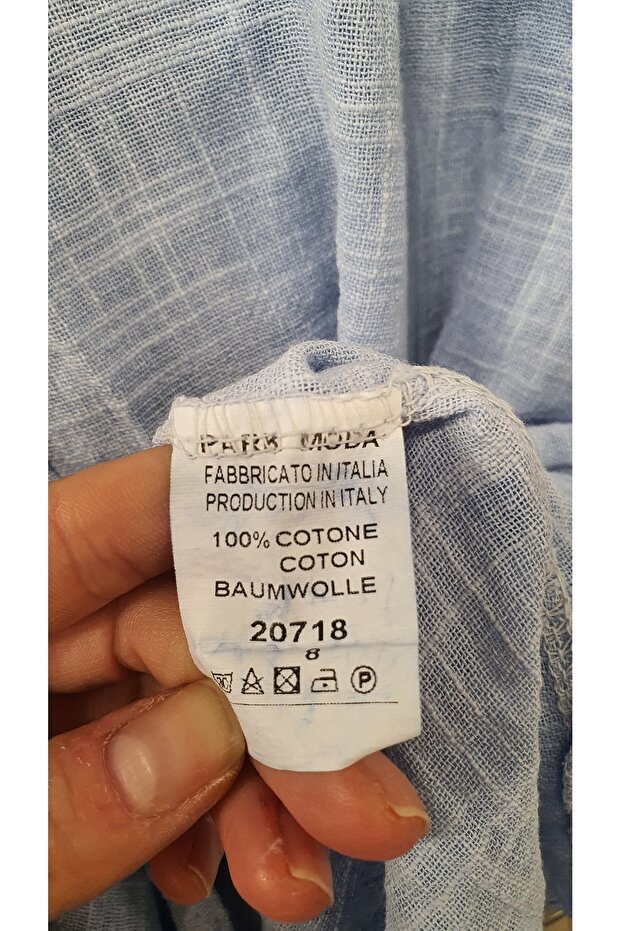 PARK MODA
FABBRICATO IN ITALIA
PRODUCTION IN ITALY
100% COTONE
COTON
BAUMWOLLE
20718
8
P